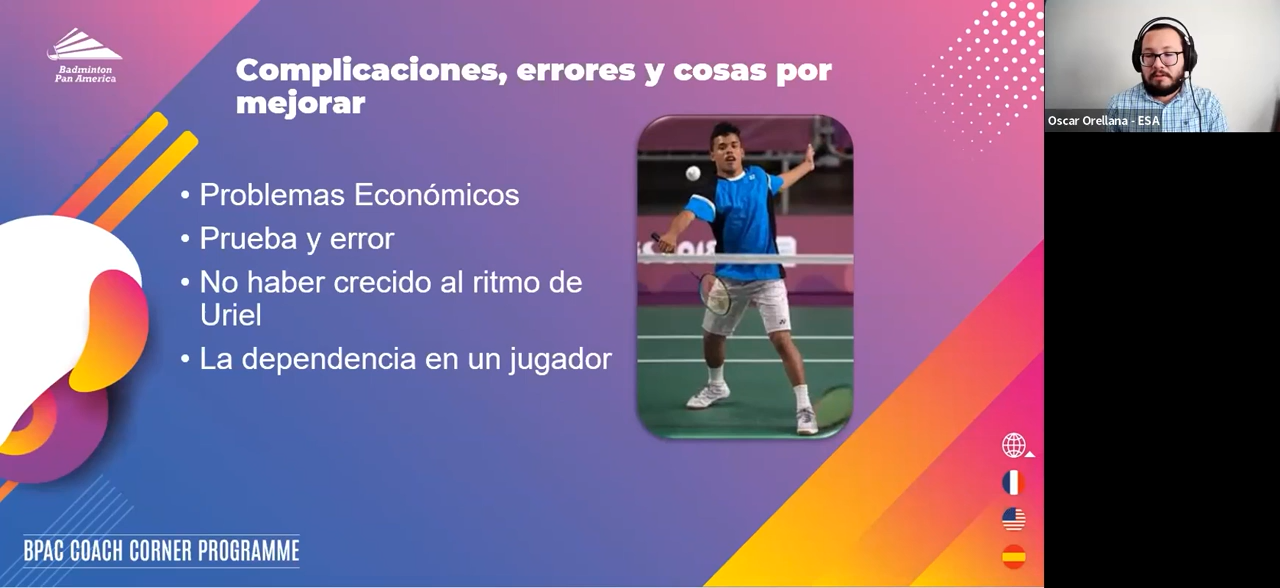 Badminton
Pan America
Complicaciones, errores y cosas por
mejorar
• Problemas Económicos
• Prueba y error
• No haber crecido al ritmo de
Uriel
• La dependencia en un jugador
BPAC COACH CORNER PROGRAMME
Oscar Orellana - ESA